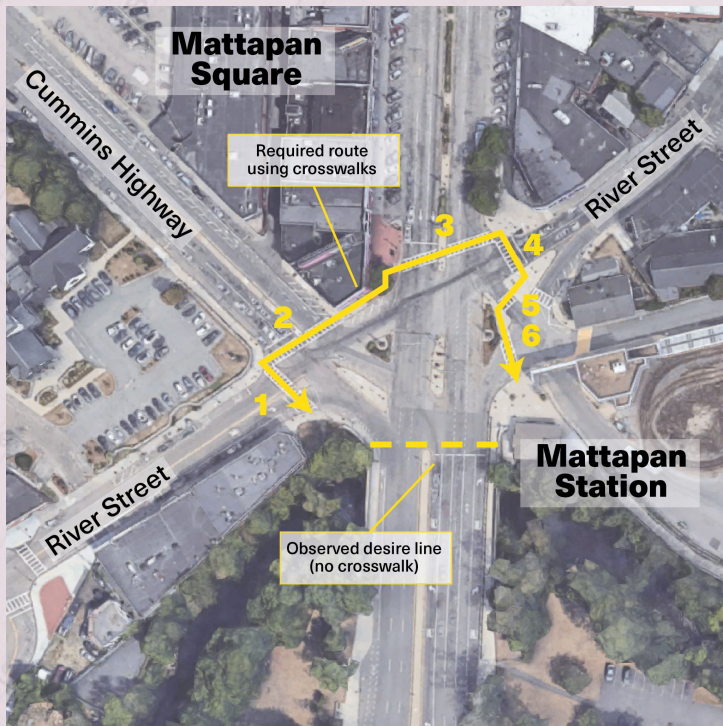 Mattapan
Square
Cummins Highway
Required route
using crosswalks
River Street
3
4
2
5
6
1
Mattapan
Station
River Street
Observed desire line
(no crosswalk)